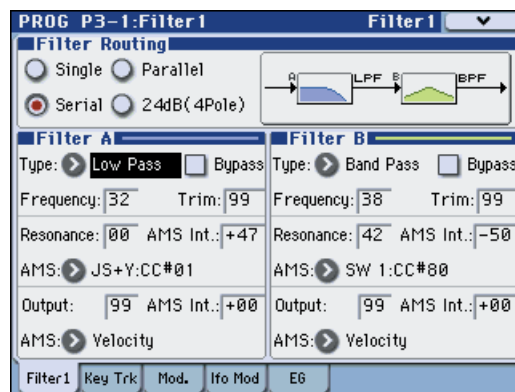 PROG P3-1:Filter1 Filter1
Filter Routing
Single Parallel
Serial 24dB(4Pole)
A LPF B BPF
Filter A
Type: Low Pass Bypass
Frequency: 32 Trim: 99
Resonance: 00 AMS Int.: +47
AMS: JS+Y:CC#01
Output: 99 AMS Int.: +00
AMS: Velocity
Filter B
Type: Band Pass Bypass
Frequency: 38 Trim: 99
Resonance: 42 AMS Int.: -50
AMS: SW 1:CC#80
Output: 99 AMS Int.: +00
AMS: Velocity
Filter1 Key Trk Mod. lfo Mod EG